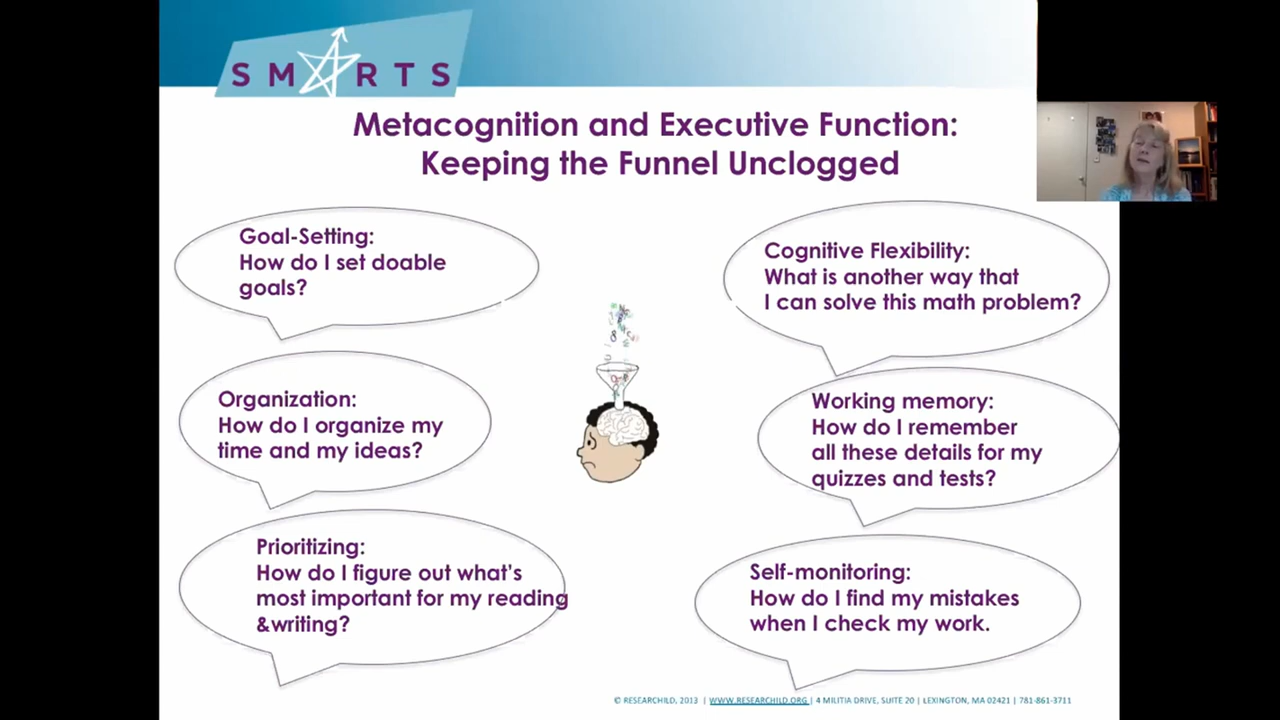 SMARTS
Metacognition and Executive Function:
Keeping the Funnel Unclogged
Goal-Setting:
How do I set doable
goals?
Organization:
How do I organize my
time and my ideas?
Prioritizing:
How do I figure out what's
most important for my reading
&writing?
Cognitive Flexibility:
What is another way that
I can solve this math problem?
Working memory:
How do I remember
all these details for my
quizzes and tests?
Self-monitoring:
How do I find my mistakes
when I check my work.
© RESEARCHILD, 2013 | WWW.RESEARCHILD.ORG | 4 MILITIA DRIVE, SUITE 20 | LEXINGTON, MA 02421 | 781-861-3711